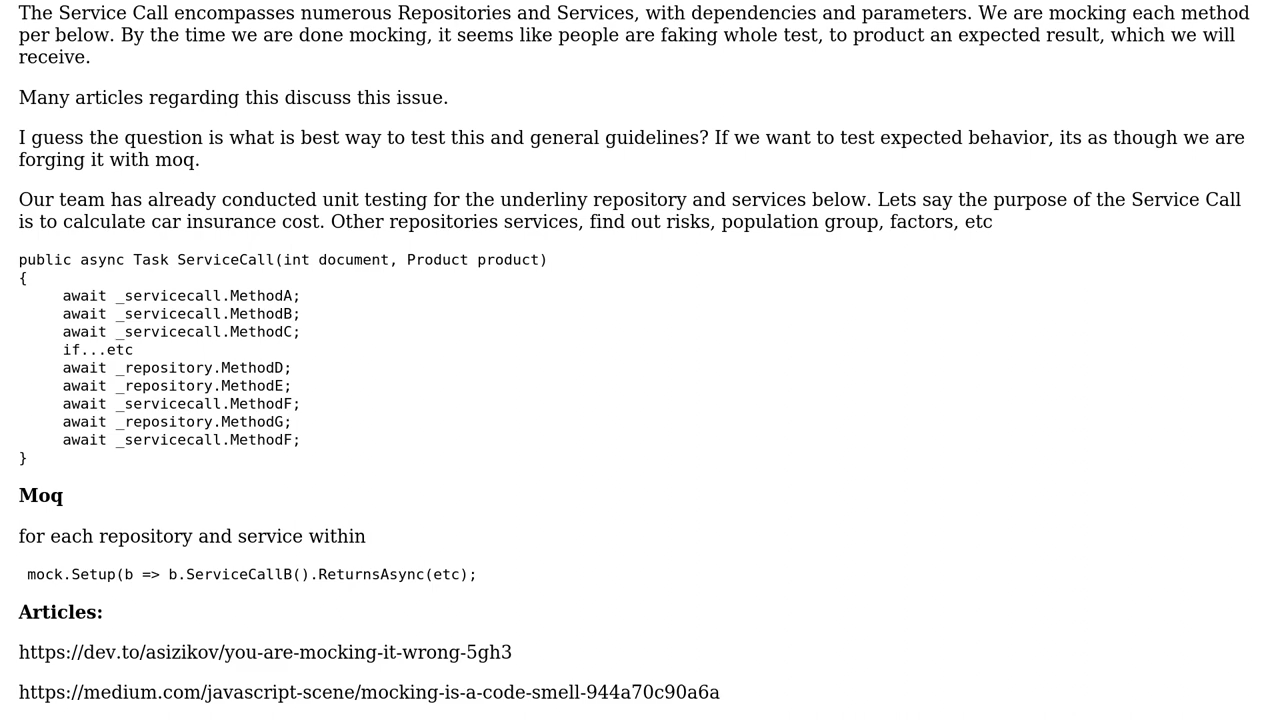 The Service Call encompasses numerous Repositories and Services, with dependencies and parameters. We are mocking each method
per below. By the time we are done mocking, it seems like people are faking whole test, to product an expected result, which we will
receive.
Many articles regarding this discuss this issue.
I guess the question is what is best way to test this and general guidelines? If we want to test expected behavior, its as though we are
forging it with moq.
Our team has already conducted unit testing for the underliny repository and services below. Lets say the purpose of the Service Call
is to calculate car insurance cost. Other repositories services, find out risks, population group, factors, etc
public async Task ServiceCall(int document, Product product)
{
     await _servicecall.MethodA;
     await _servicecall.MethodB;
     await _servicecall.MethodC;
     if...etc
     await _repository.MethodD;
     await _repository.MethodE;
     await _servicecall.MethodF;
     await _repository.MethodG;
     await _servicecall.MethodF;
}
Moq
for each repository and service within
 mock.Setup(b => b.ServiceCallB().ReturnsAsync(etc);
Articles:
https://dev.to/asizikov/you-are-mocking-it-wrong-5gh3
https://medium.com/javascript-scene/mocking-is-a-code-smell-944a70c90a6a